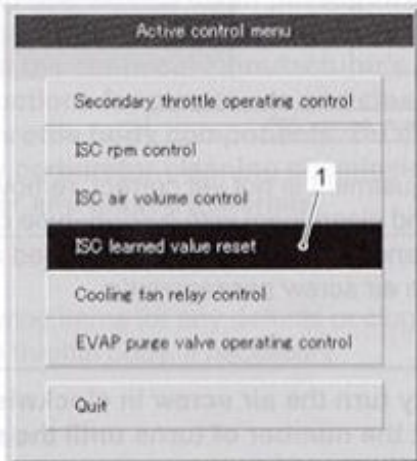 Active control menu
Secondary throttle operating control
ISC rpm control
1
ISC air volume control
ISC learned value reset
Cooling fan relay control
EVAP purge valve operating control
Quit